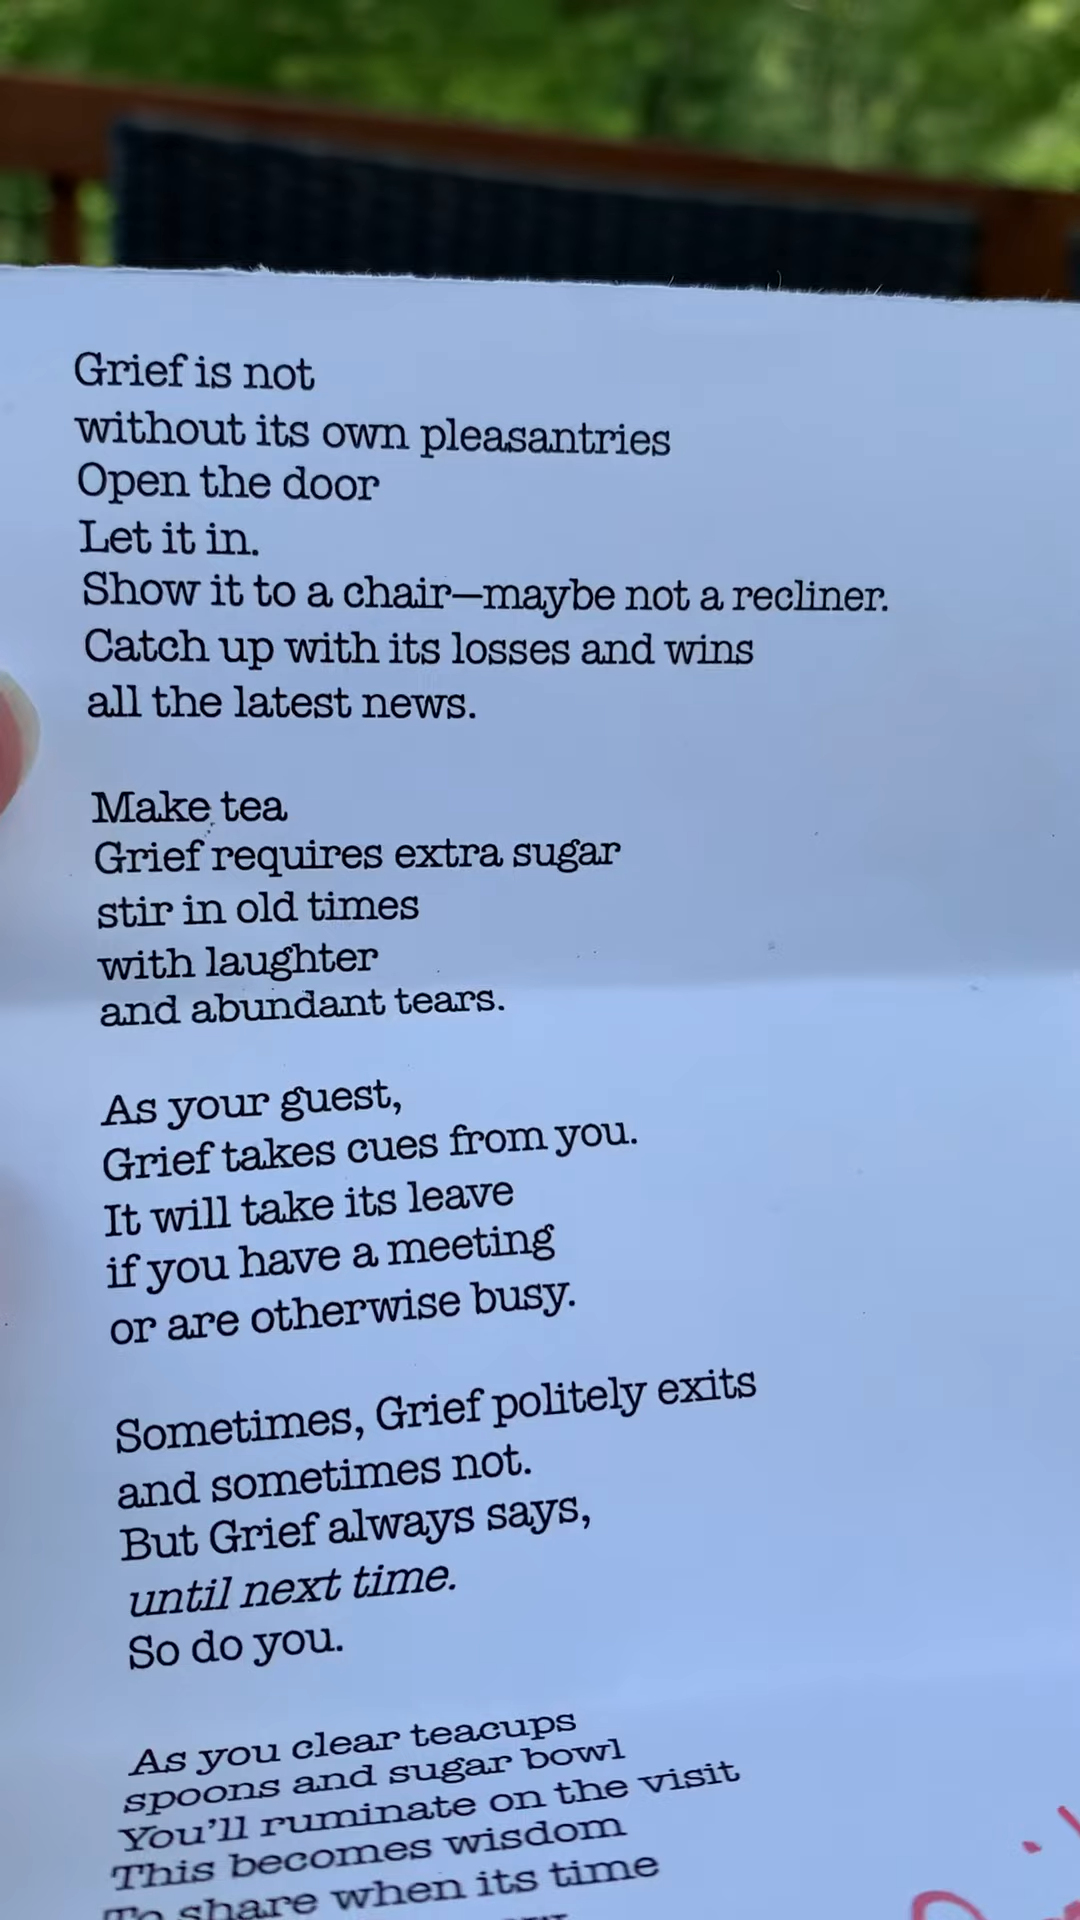 Grief is not
without its own pleasantries
Open the door
Let it in.
Show it to a chair—maybe not a recliner.
Catch up with its losses and wins
all the latest news.
Make tea
Grief requires extra sugar
stir in old times
with laughter
and abundant tears.
As your guest,
Grief takes cues from you.
It will take its leave
if you have a meeting
or are otherwise busy.
Sometimes, Grief politely exits
and sometimes not.
But Grief always says,
until next time.
So do you.
As you clear teacups
spoons and sugar bowl
You'll ruminate on the visit
This becomes wisdom
To share when its time